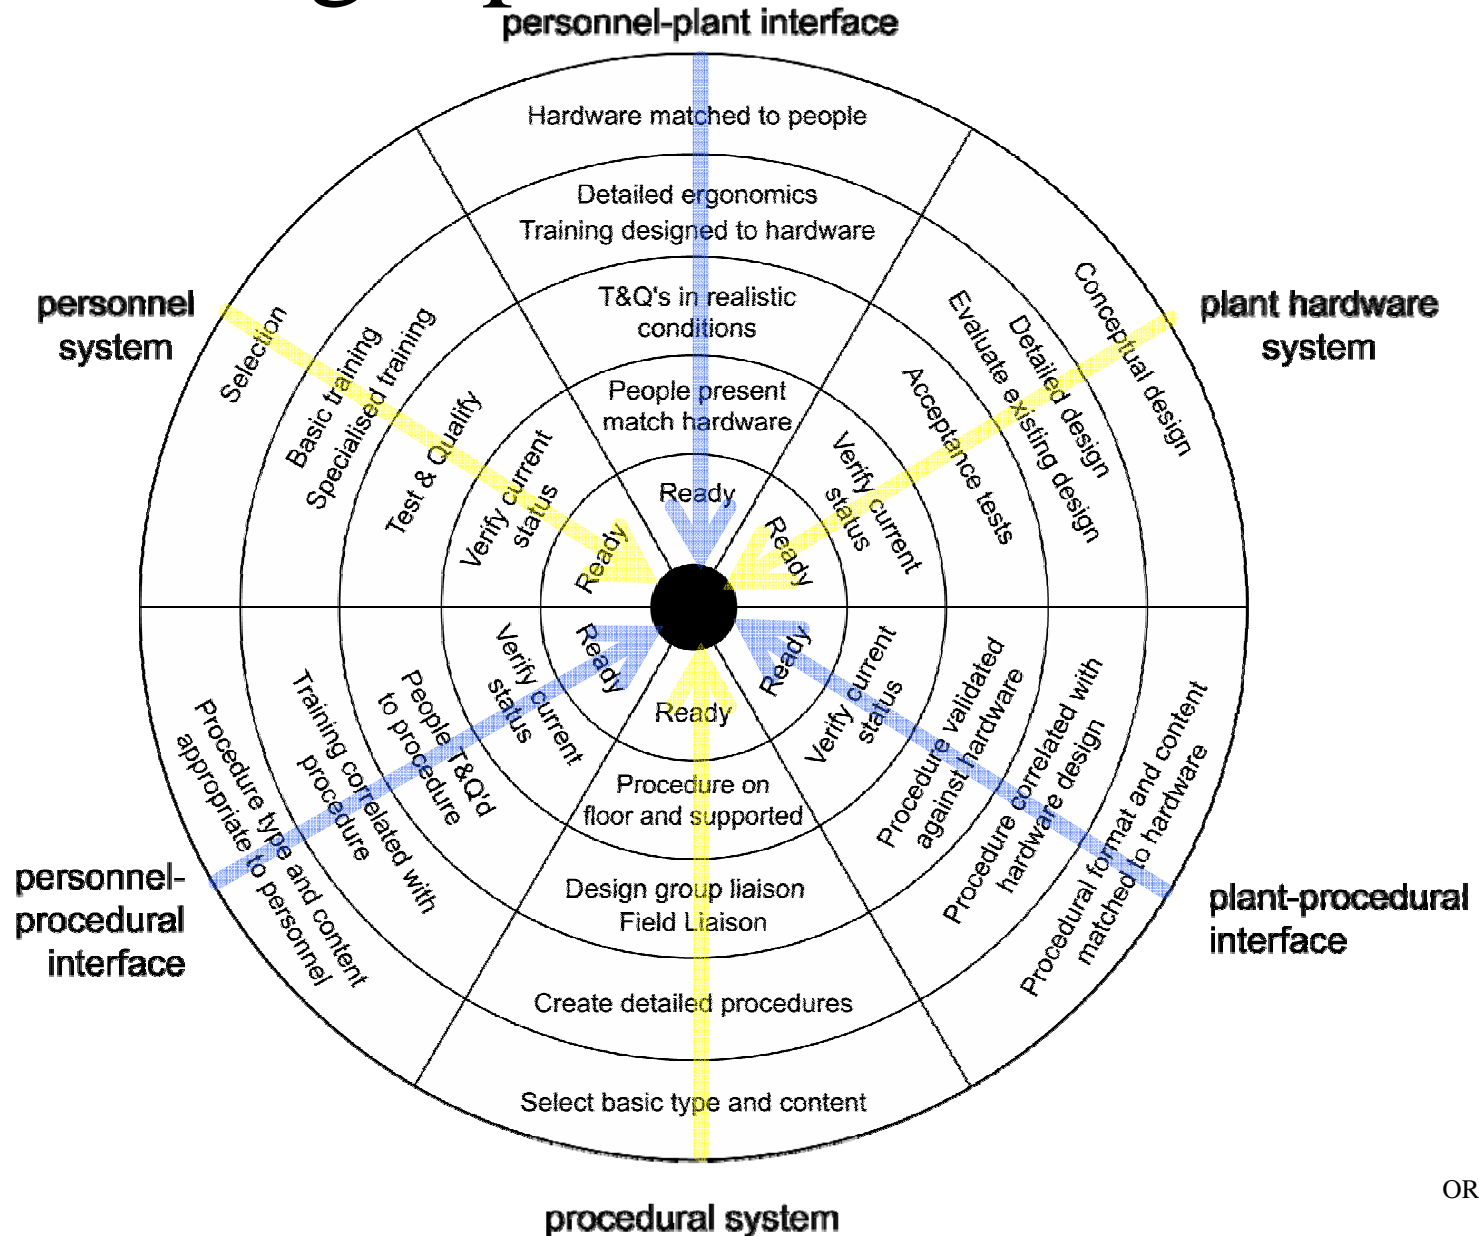 personnel-plant interface
Hardware matched to people
Detailed ergonomics
Training designed to hardware
T&Q's in realistic
conditions
People present
match hardware
Ready
plant hardware
system
Conceptual design
Detailed design
Evaluate existing design
Acceptance tests
Verify current
status
Ready
plant-procedural
interface
Procedural format and content
matched to hardware
Procedure correlated with
hardware design
Procedure validated
against hardware
Verify current
status
Ready
procedural system
Select basic type and content
Create detailed procedures
Design group liaison
Field Liaison
Procedure on
floor and supported
Ready
personnel-
procedural
interface
Procedure type and content
appropriate to personnel
Training correlated with
procedure
People T&Q'd
to procedure
Verify current
status
Ready
personnel
system
Selection
Basic training
Specialised training
Test & Qualify
Verify current
status
Ready
OR